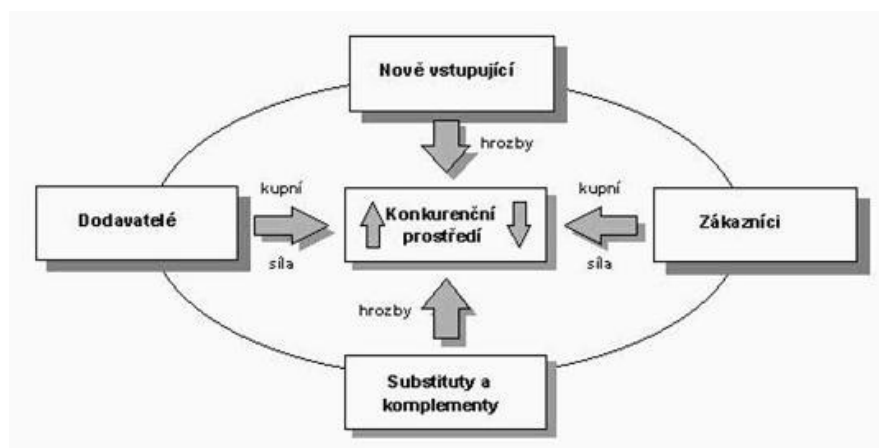 Nově vstupující
hrozby
kupní
Dodavatelé
síla
Konkurenční
prostředí
kupní
Zákazníci
síla
hrozby
Substituty a
komplementy